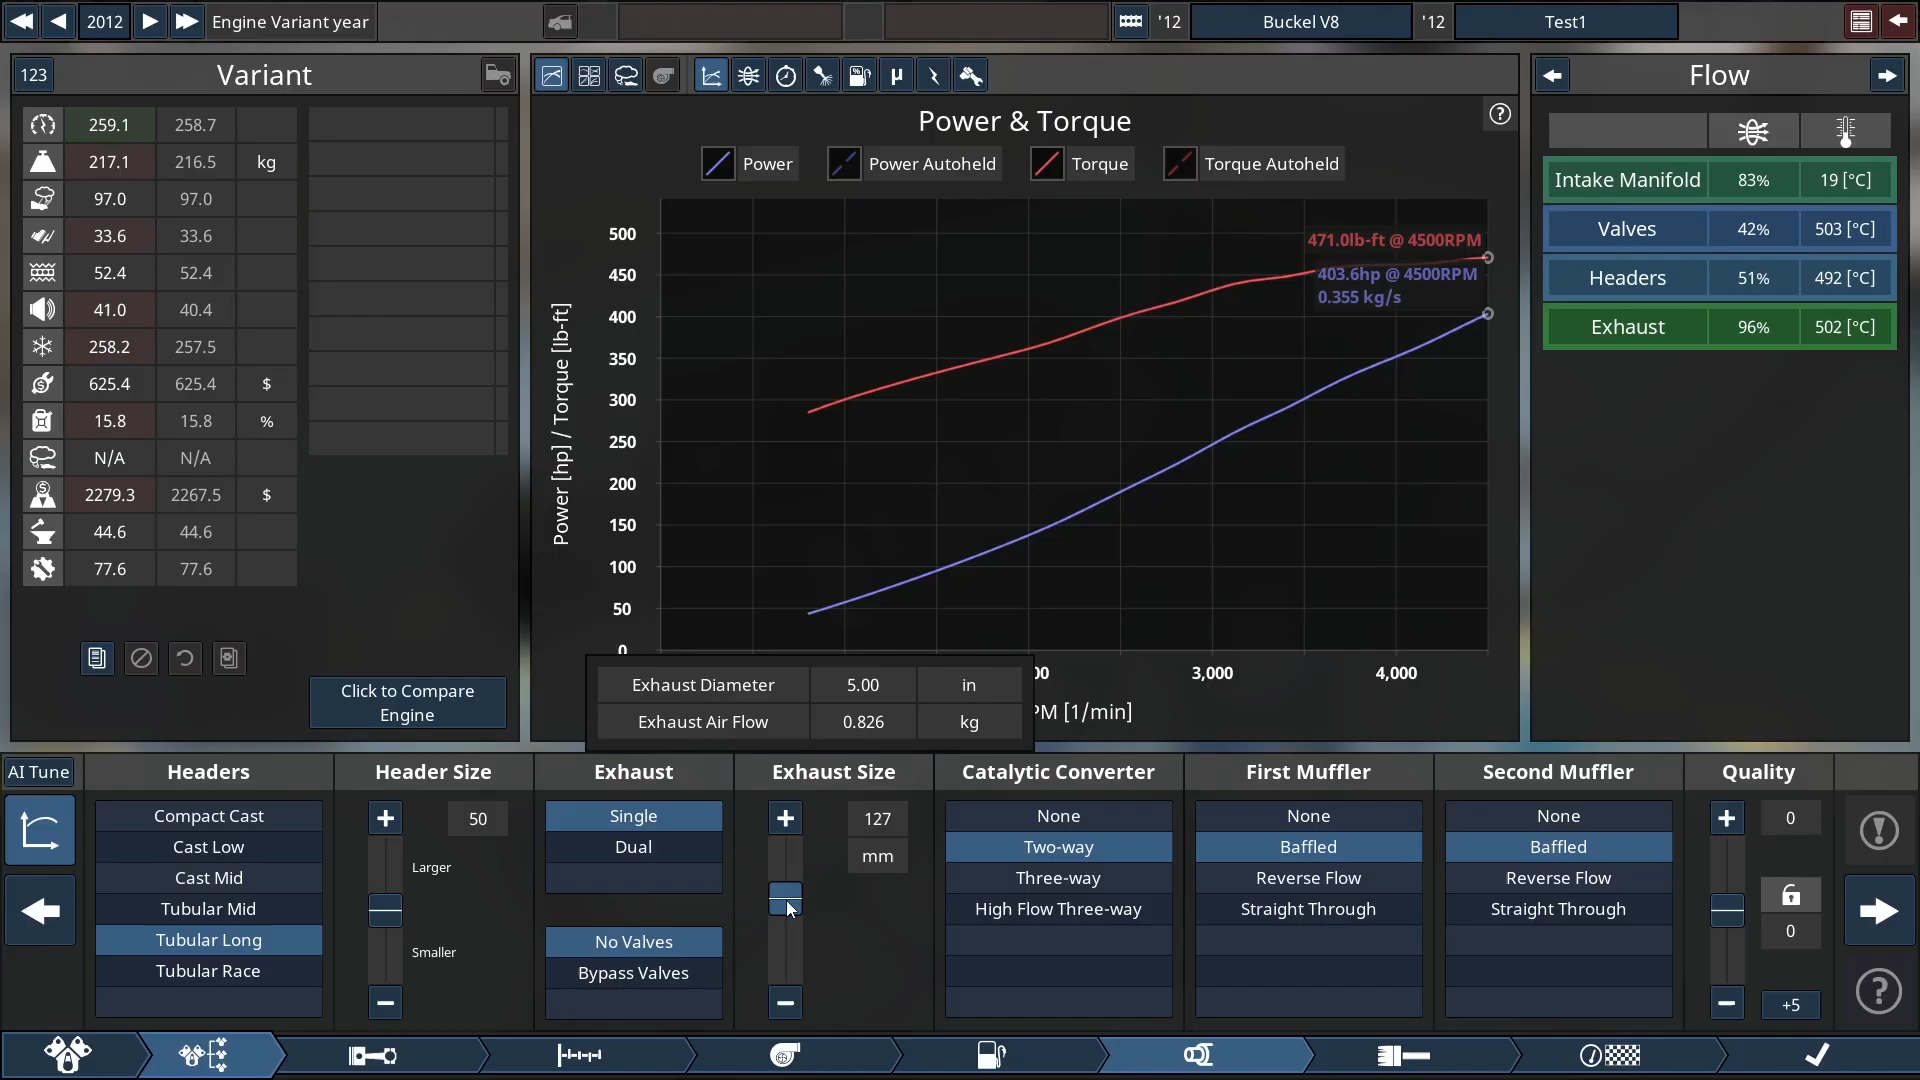 2012 Engine Variant year '12 Buckel V8 '12 Test1
123 Variant
Flow
259.1 258.7
217.1 216.5 kg
97.0 97.0
33.6 33.6
52.4 52.4
41.0 40.4
258.2 257.5
625.4 625.4 $
15.8 15.8 %
N/A N/A
2279.3 2267.5 $
44.6 44.6
77.6 77.6
Click to Compare
Engine
μ
Power & Torque
?
Power Power Autoheld Torque Torque Autoheld
Power [hp] / Torque [lb-ft]
500
450
400
350
300
250
200
150
100
50
0
471.0lb-ft @ 4500RPM
403.6hp @ 4500RPM
0.355 kg/s
00 3,000 4,000
PM [1/min]
Exhaust Diameter 5.00 in
Exhaust Air Flow 0.826 kg
Intake Manifold 83% 19 [°C]
Valves 42% 503 [°C]
Headers 51% 492 [°C]
Exhaust 96% 502 [°C]
AI Tune
Headers
Compact Cast
Cast Low
Cast Mid
Tubular Mid
Tubular Long
Tubular Race
Header Size
50
Larger
Smaller
Exhaust
Single
Dual
No Valves
Bypass Valves
Exhaust Size
127
mm
Catalytic Converter
None
Two-way
Three-way
High Flow Three-way
First Muffler
None
Baffled
Reverse Flow
Straight Through
Second Muffler
None
Baffled
Reverse Flow
Straight Through
Quality
0
0
+5
?